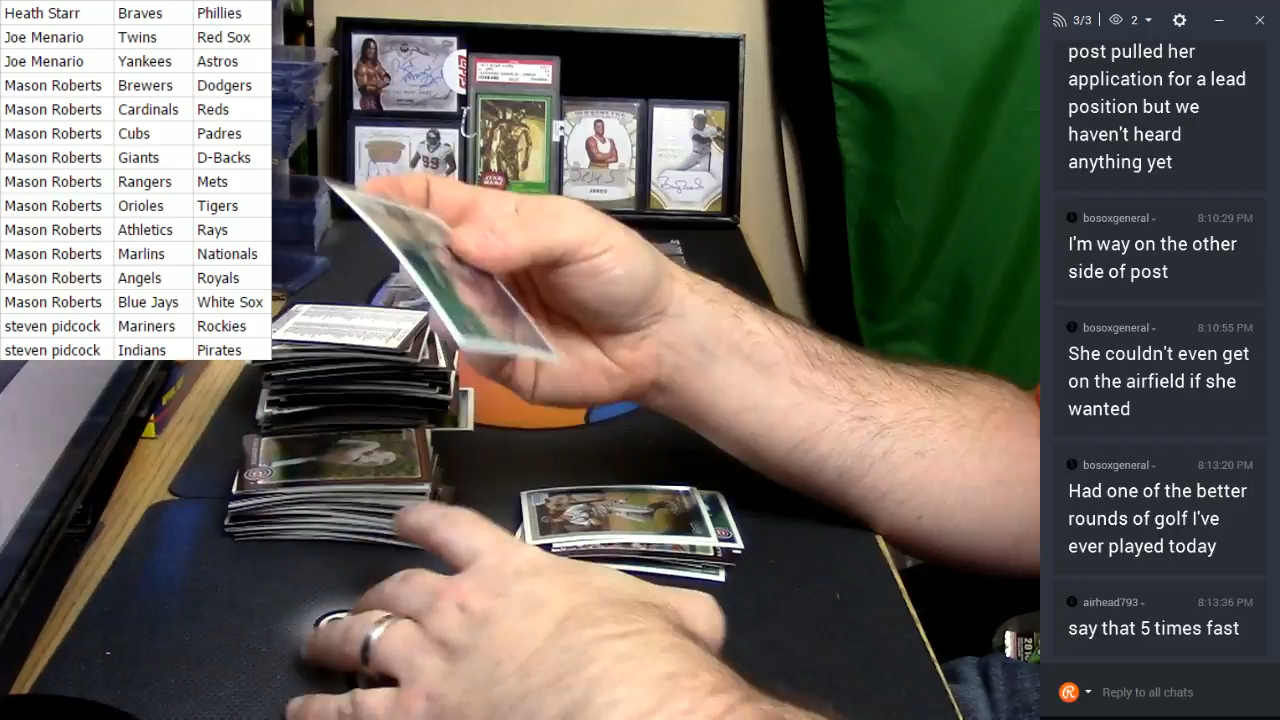 Heath Starr Braves Phillies
Joe Menario Twins Red Sox
Joe Menario Yankees Astros
Mason Roberts Brewers Dodgers
Mason Roberts Cardinals Reds
Mason Roberts Cubs Padres
Mason Roberts Giants D-Backs
Mason Roberts Rangers Mets
Mason Roberts Orioles Tigers
Mason Roberts Athletics Rays
Mason Roberts Marlins Nationals
Mason Roberts Angels Royals
Mason Roberts Blue Jays White Sox
steven pidcock Mariners Rockies
steven pidcock Indians Pirates
STAR
WARS
99
JAWS
3/3 2
post pulled her
application for a lead
position but we
haven't heard
anything yet
bosoxgeneral 8:10:29 PM
I'm way on the other
side of post
bosoxgeneral 8:10:55 PM
She couldn't even get
on the airfield if she
wanted
bosoxgeneral 8:13:20 PM
Had one of the better
rounds of golf I've
ever played today
airhead793 8:13:36 PM
say that 5 times fast
Reply to all chats